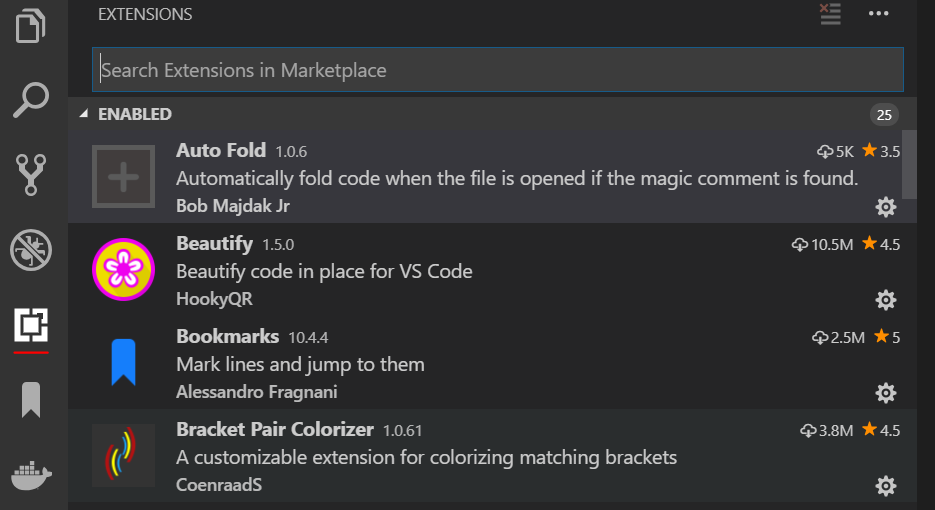 EXTENSIONS
Search Extensions in Marketplace
ENABLED 25
Auto Fold 1.0.6 5K 3.5
Automatically fold code when the file is opened if the magic comment is found.
Bob Majdak Jr
Beautify 1.5.0 10.5M 4.5
Beautify code in place for VS Code
HookyQR
Bookmarks 10.4.4 2.5M 5
Mark lines and jump to them
Alessandro Fragnani
Bracket Pair Colorizer 1.0.61 3.8M 4.5
A customizable extension for colorizing matching brackets
CoenraadS